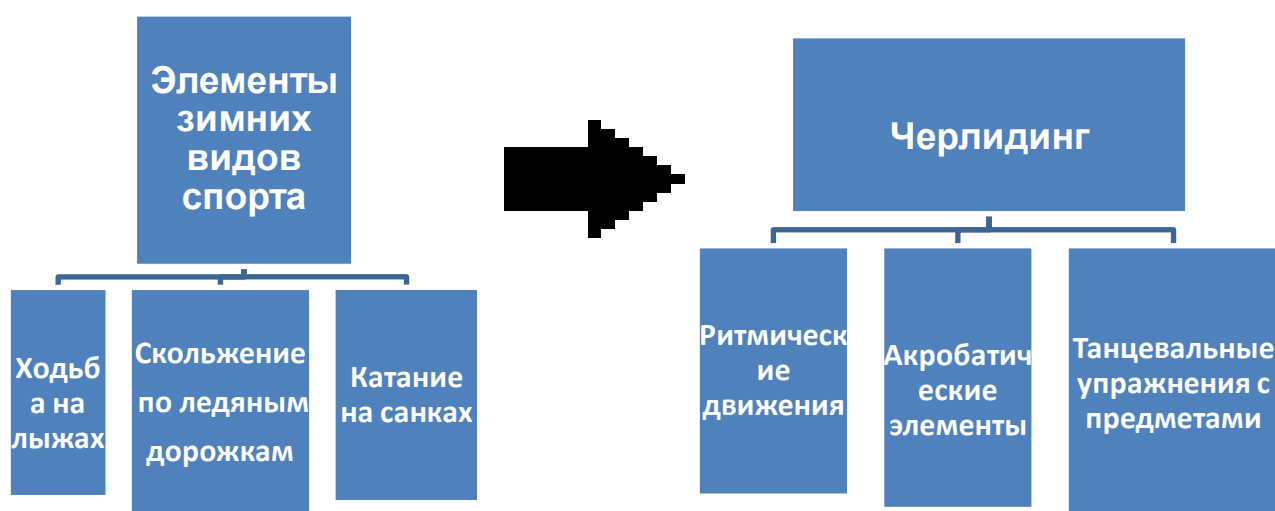 Элементы
зимних
видов
спорта
Ходьб
а на
лыжах
Скольжение
по ледяным
дорожкам
Катание
на санках
Черлидинг
Ритмическ
ие
движения
Акробатич
еские
элементы
Танцевальные
упражнения с
предметами